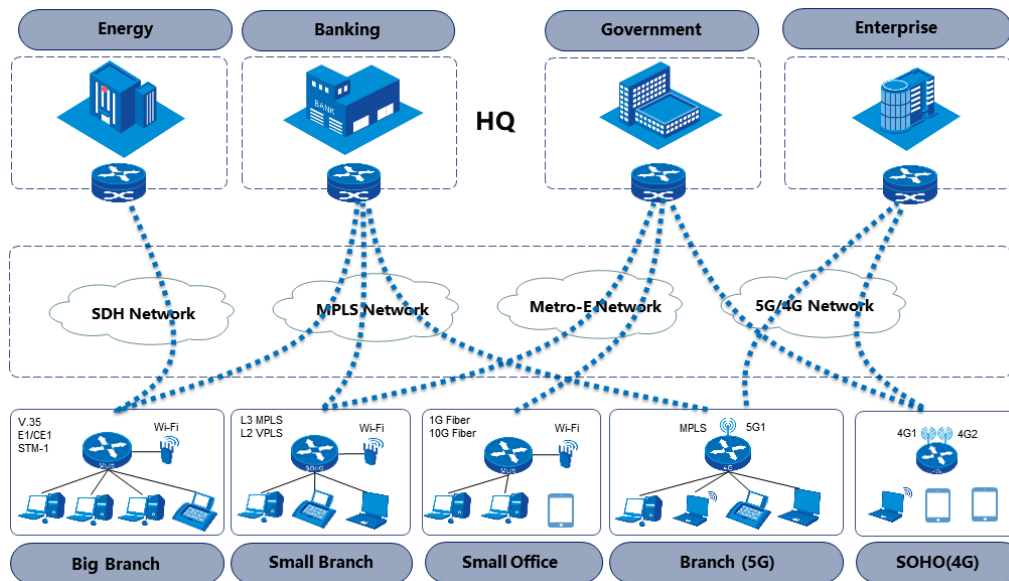 Energy
Banking
Government
Enterprise
BANK
HQ
SDH Network
MPLS Network
Metro-E Network
5G/4G Network
V.35
E1/CE1
STM-1
Wi-Fi
L3 MPLS
L2 VPLS
Wi-Fi
SOHO
1G Fiber
10G Fiber
Wi-Fi
MPLS
5G1
4G
4G1
4G2
Big Branch
Small Branch
Small Office
Branch (5G)
SOHO(4G)